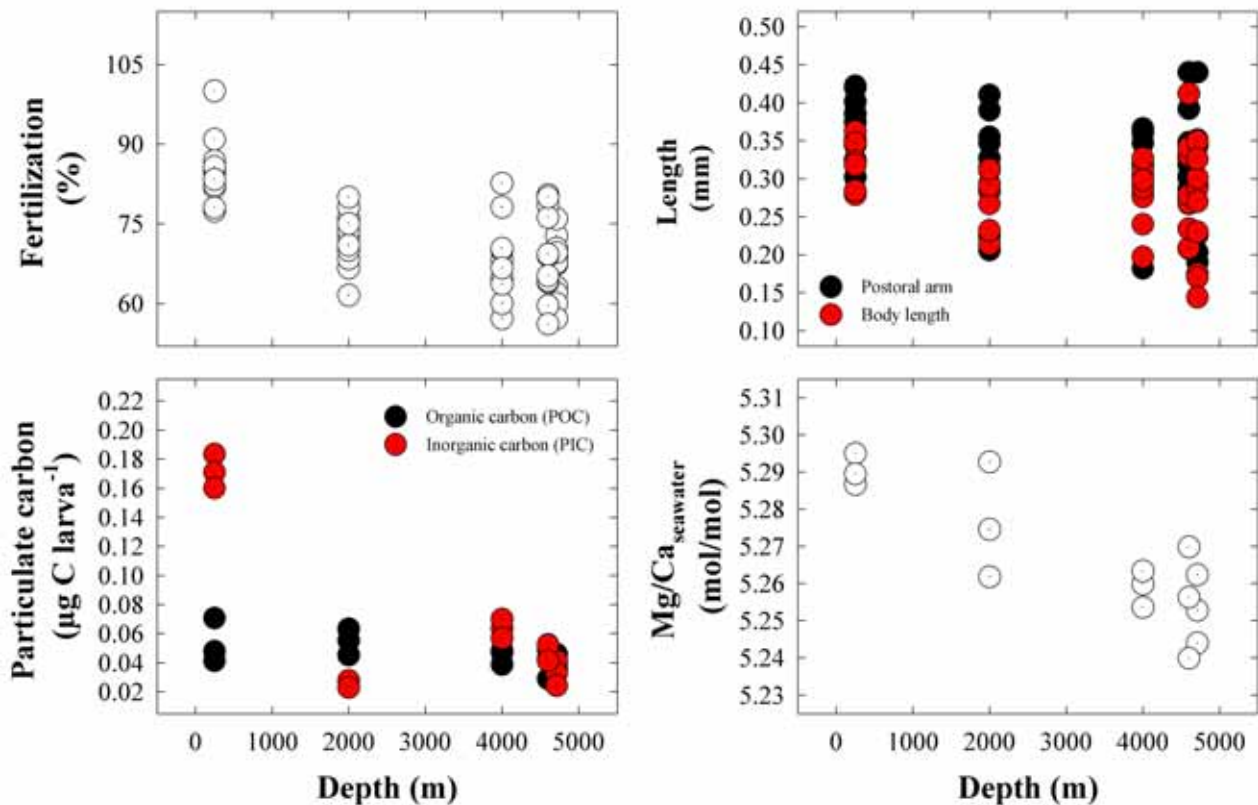 Fertilization
(%)
105
90
75
60
Length
(mm)
0.50
0.45
0.40
0.35
0.30
0.25
0.20
0.15
0.10
Postoral arm
Body length
Particulate carbon
(µg C larva⁻¹)
0.22
0.20
0.18
0.16
0.14
0.12
0.10
0.08
0.06
0.04
0.02
Organic carbon (POC)
Inorganic carbon (PIC)
0 1000 2000 3000 4000 5000
Depth (m)
Mg/Ca seawater
(mol/mol)
5.31
5.30
5.29
5.28
5.27
5.26
5.25
5.24
5.23
0 1000 2000 3000 4000 5000
Depth (m)